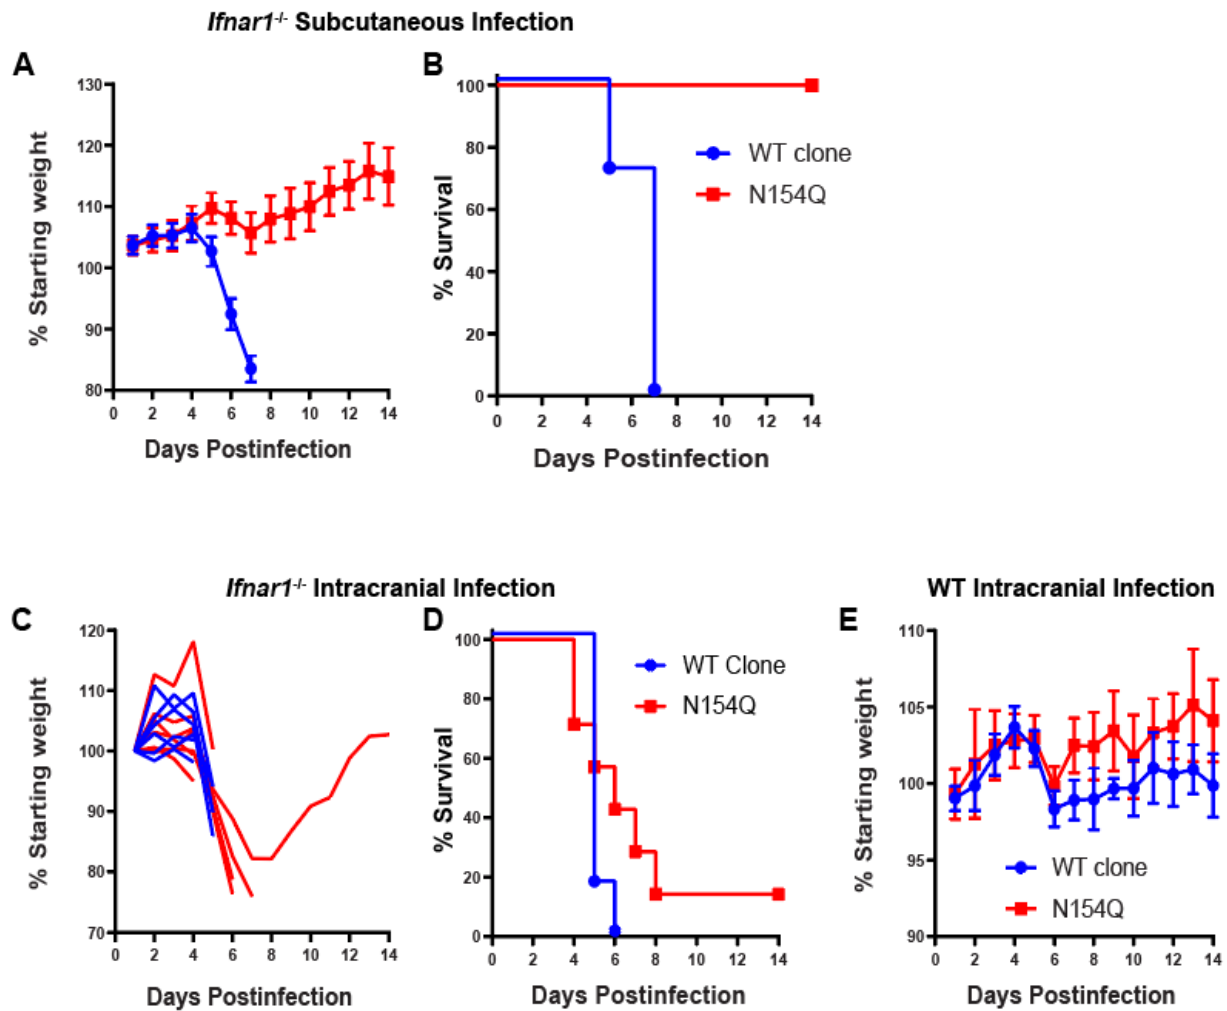 Ifnar1-/- Subcutaneous Infection
A
B
130
120
110
100
90
80
% Starting weight
0 2 4 6 8 10 12 14
Days Postinfection
100
80
60
40
20
0
% Survival
WT clone
N154Q
0 2 4 6 8 10 12 14
Days Postinfection
Ifnar1-/- Intracranial Infection
WT Intracranial Infection
C
D
E
120
110
100
90
80
70
% Starting weight
0 2 4 6 8 10 12 14
Days Postinfection
100
80
60
40
20
0
% Survival
WT Clone
N154Q
0 2 4 6 8 10 12 14
Days Postinfection
110
105
100
95
90
% Starting weight
WT clone
N154Q
0 2 4 6 8 10 12 14
Days Postinfection